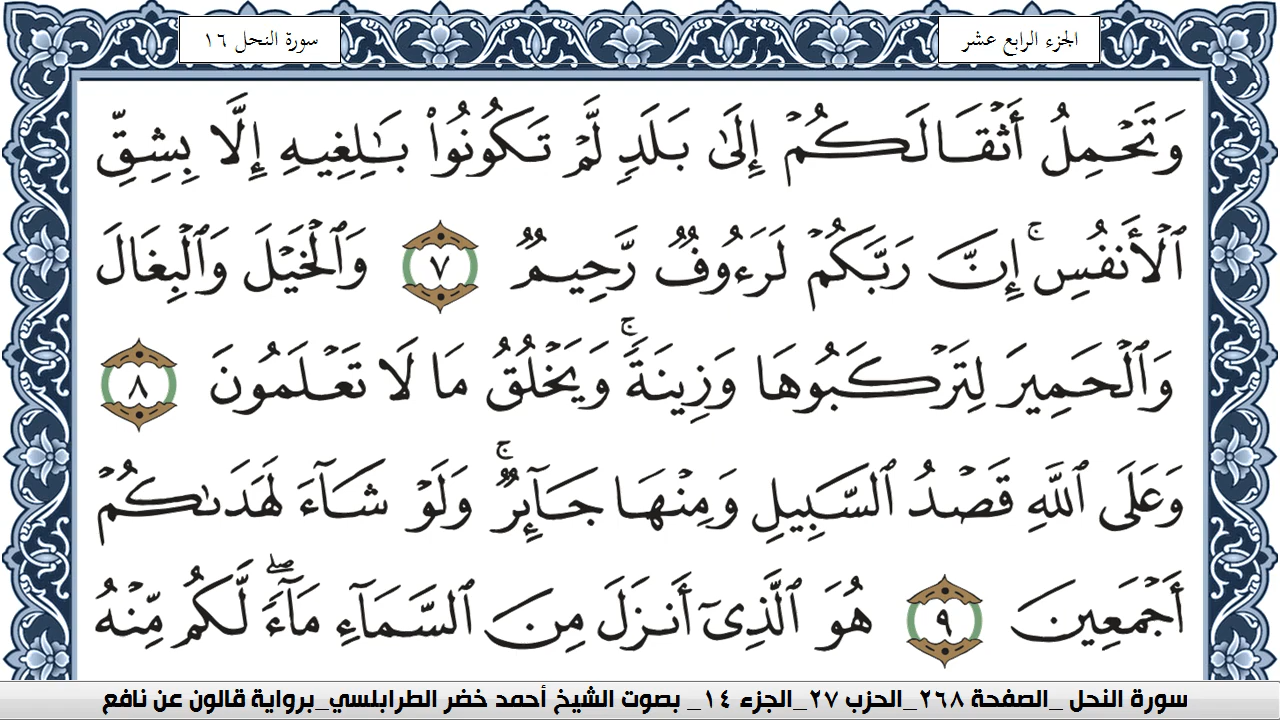 الجزء الرابع عشر
سورة النحل ١٦
وَتَحْمِلُ أَثْقَالَكُمْ إِلَىٰ بَلَدٍ لَّمْ تَكُونُوا۟ بَـٰلِغِيهِ إِلَّا بِشِقِّ
ٱلْأَنفُسِ ۚ إِنَّ رَبَّكُمْ لَرَءُوفٌ رَّحِيمٌ ٧ وَٱلْخَيْلَ وَٱلْبِغَالَ
وَٱلْحَمِيرَ لِتَرْكَبُوهَا وَزِينَةً ۚ وَيَخْلُقُ مَا لَا تَعْلَمُونَ ٨
وَعَلَى ٱللَّهِ قَصْدُ ٱلسَّبِيلِ وَمِنْهَا جَآئِرٌ ۚ وَلَوْ شَآءَ لَهَدَىٰكُمْ
أَجْمَعِينَ ٩ هُوَ ٱلَّذِىٓ أَنزَلَ مِنَ ٱلسَّمَآءِ مَآءً ۖ لَّكُم مِّنْهُ
سورة النحل _الصفحة ٢٦٨_الحزب ٢٧_الجزء ١٤_ بصوت الشيخ أحمد خضر الطرابلسي_برواية قالون عن نافع